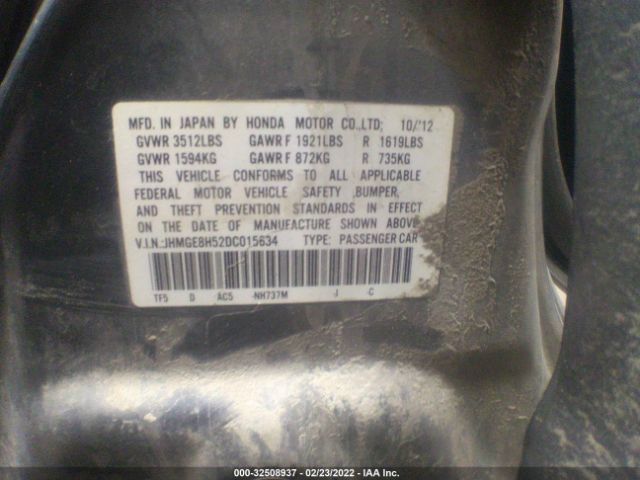 MFD. IN JAPAN BY HONDA MOTOR CO.,LTD; 10/'12
GVWR 3512LBS GAWR F 1921LBS R 1619LBS
GVWR 1594KG GAWR F 872KG R 735KG
THIS VEHICLE CONFORMS TO ALL APPLICABLE
FEDERAL MOTOR VEHICLE SAFETY ,BUMPER,
AND THEFT PREVENTION STANDARDS IN EFFECT
ON THE DATE OF MANUFACTURE SHOWN ABOVE.
V.I.N.:JHMGE8H52DC015634 TYPE: PASSENGER CAR
TF5 D AC5 -NH737M -J -C
000-32508937 - 02/23/2022 - IAA Inc.